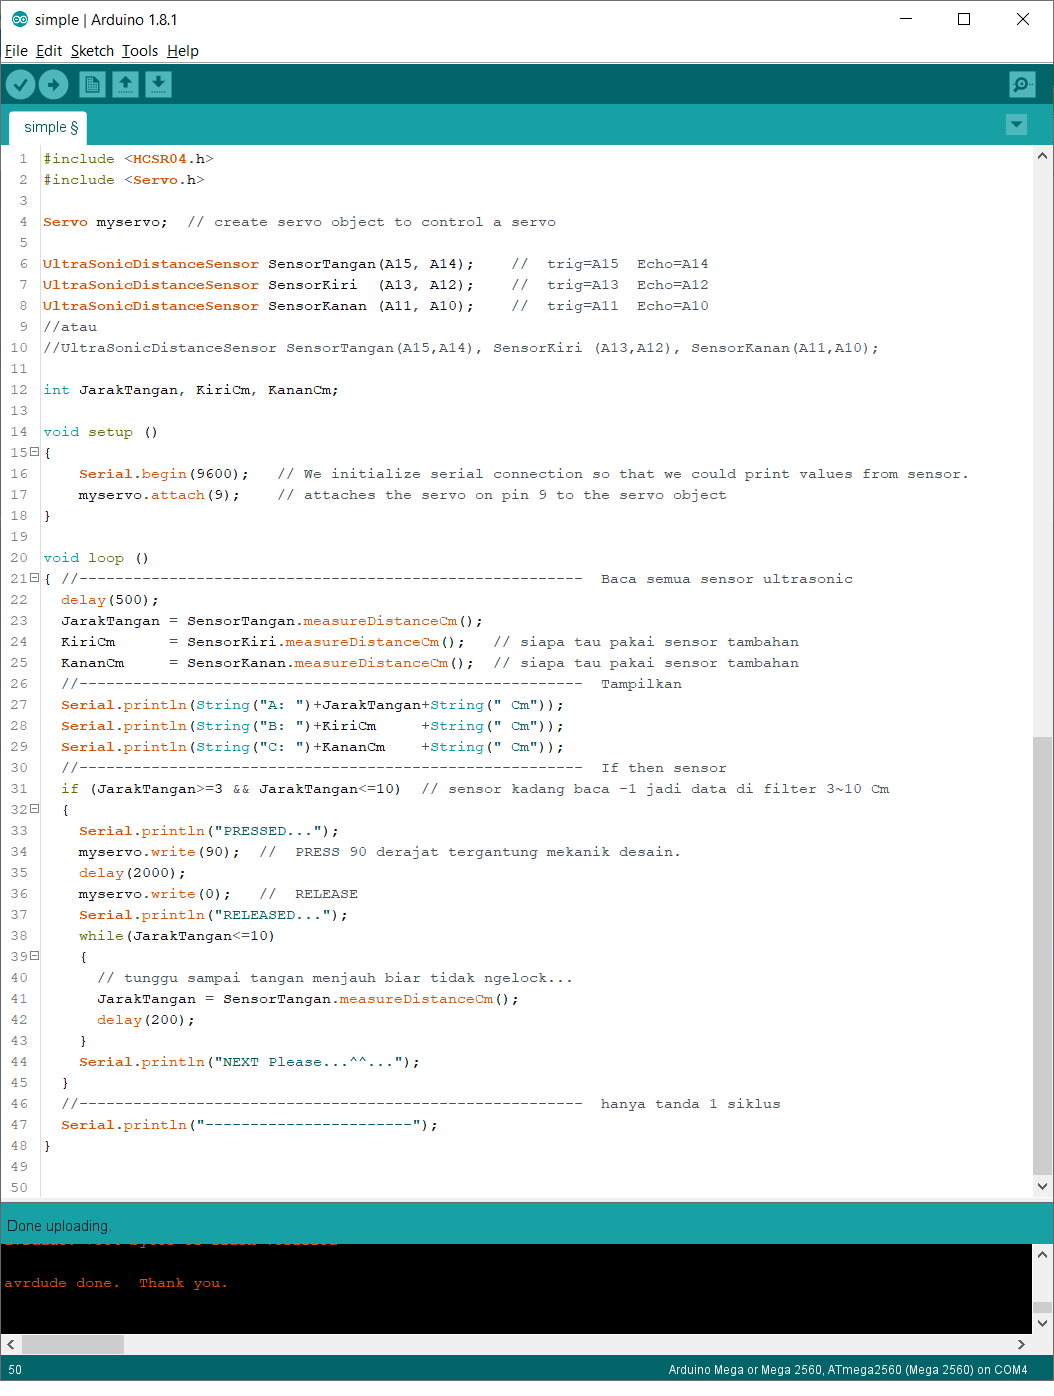 simple | Arduino 1.8.1
File Edit Sketch Tools Help
simple §
1 #include <HCSR04.h>
2 #include <Servo.h>
3
4 Servo myservo;  // create servo object to control a servo
5
6 UltraSonicDistanceSensor SensorTangan(A15, A14);    //  trig=A15  Echo=A14
7 UltraSonicDistanceSensor SensorKiri  (A13, A12);    //  trig=A13  Echo=A12
8 UltraSonicDistanceSensor SensorKanan (A11, A10);    //  trig=A11  Echo=A10
9 //atau
10 //UltraSonicDistanceSensor SensorTangan(A15,A14), SensorKiri (A13,A12), SensorKanan(A11,A10);
11
12 int JarakTangan, KiriCm, KananCm;
13
14 void setup ()
15 {
16     Serial.begin(9600);   // We initialize serial connection so that we could print values from sensor.
17     myservo.attach(9);    // attaches the servo on pin 9 to the servo object
18 }
19
20 void loop ()
21 { //--------------------------------------------------------  Baca semua sensor ultrasonic
22   delay(500);
23   JarakTangan = SensorTangan.measureDistanceCm();
24   KiriCm      = SensorKiri.measureDistanceCm();   // siapa tau pakai sensor tambahan
25   KananCm     = SensorKanan.measureDistanceCm();  // siapa tau pakai sensor tambahan
26   //--------------------------------------------------------  Tampilkan
27   Serial.println(String("A: ")+JarakTangan+String(" Cm"));
28   Serial.println(String("B: ")+KiriCm     +String(" Cm"));
29   Serial.println(String("C: ")+KananCm    +String(" Cm"));
30   //--------------------------------------------------------  If then sensor
31   if (JarakTangan>=3 && JarakTangan<=10)  // sensor kadang baca -1 jadi data di filter 3~10 Cm
32   {
33     Serial.println("PRESSED...");
34     myservo.write(90);  //  PRESS 90 derajat tergantung mekanik desain.
35     delay(2000);
36     myservo.write(0);   //  RELEASE
37     Serial.println("RELEASED...");
38     while(JarakTangan<=10)
39     {
40       // tunggu sampai tangan menjauh biar tidak ngelock...
41       JarakTangan = SensorTangan.measureDistanceCm();
42       delay(200);
43     }
44     Serial.println("NEXT Please...^^...");
45   }
46   //--------------------------------------------------------  hanya tanda 1 siklus
47   Serial.println("-----------------------");
48 }
49
50
Done uploading.
avrdude done.  Thank you.
50 Arduino Mega or Mega 2560, ATmega2560 (Mega 2560) on COM4